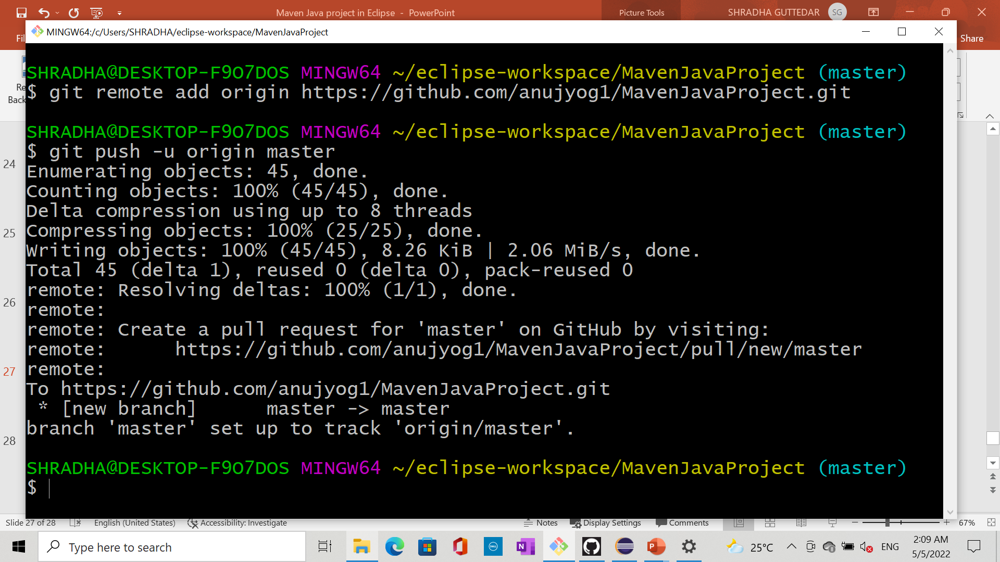 Maven Java project in Eclipse - PowerPoint
Picture Tools
SHRADHA GUTTEDAR
SG
Share
MINGW64:/c/Users/SHRADHA/eclipse-workspace/MavenJavaProject
SHRADHA@DESKTOP-F9O7DOS MINGW64 ~/eclipse-workspace/MavenJavaProject (master)
$ git remote add origin https://github.com/anujyog1/MavenJavaProject.git
SHRADHA@DESKTOP-F9O7DOS MINGW64 ~/eclipse-workspace/MavenJavaProject (master)
$ git push -u origin master
Enumerating objects: 45, done.
Counting objects: 100% (45/45), done.
Delta compression using up to 8 threads
Compressing objects: 100% (25/25), done.
Writing objects: 100% (45/45), 8.26 KiB | 2.06 MiB/s, done.
Total 45 (delta 1), reused 0 (delta 0), pack-reused 0
remote: Resolving deltas: 100% (1/1), done.
remote:
remote: Create a pull request for 'master' on GitHub by visiting:
remote:      https://github.com/anujyog1/MavenJavaProject/pull/new/master
remote:
To https://github.com/anujyog1/MavenJavaProject.git
 * [new branch]      master -> master
branch 'master' set up to track 'origin/master'.
SHRADHA@DESKTOP-F9O7DOS MINGW64 ~/eclipse-workspace/MavenJavaProject (master)
$
24
25
26
27
28
Slide 27 of 28
English (United States)
Accessibility: Investigate
Notes
Display Settings
Comments
67%
Type here to search
DELL
25°C
ENG
2:09 AM
5/5/2022